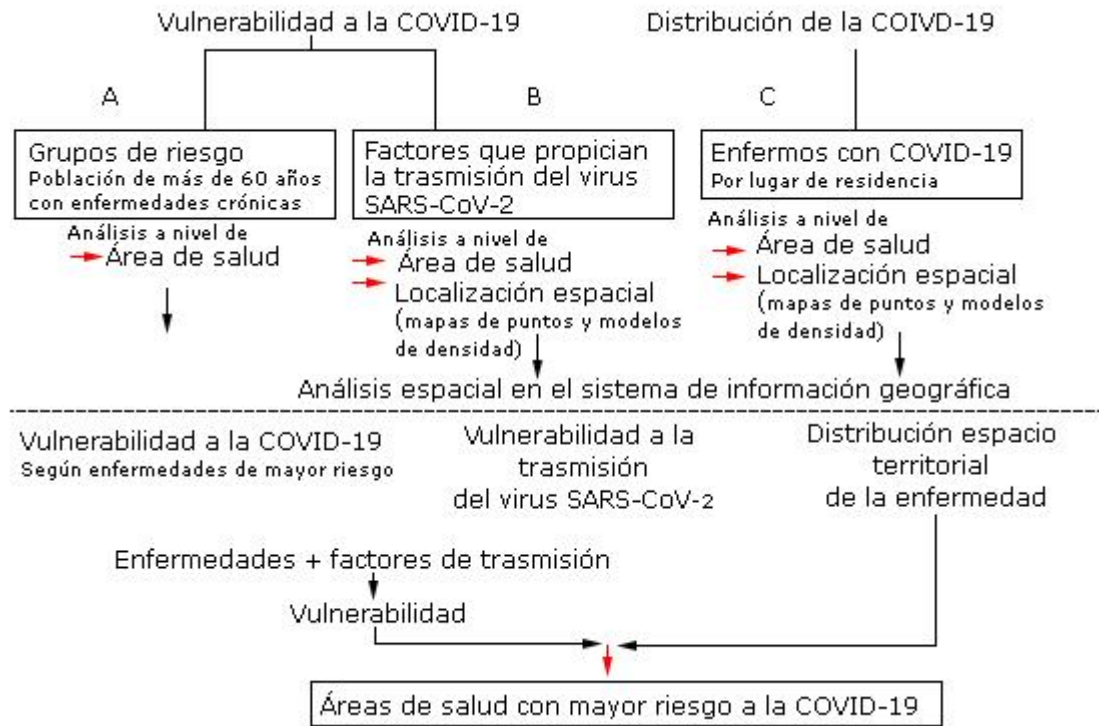 Vulnerabilidad a la COVID-19
Distribución de la COIVD-19
A
B
C
Grupos de riesgo
Población de más de 60 años
con enfermedades crónicas
Factores que propician
la trasmisión del virus
SARS-CoV-2
Enfermos con COVID-19
Por lugar de residencia
Análisis a nivel de
Área de salud
Análisis a nivel de
Área de salud
Localización espacial
(mapas de puntos y modelos
de densidad)
Análisis a nivel de
Área de salud
Localización espacial
(mapas de puntos y modelos
de densidad)
Análisis espacial en el sistema de información geográfica
Vulnerabilidad a la COVID-19
Según enfermedades de mayor riesgo
Vulnerabilidad a la
trasmisión
del virus SARS-CoV-2
Distribución espacio
territorial
de la enfermedad
Enfermedades + factores de trasmisión
Vulnerabilidad
Áreas de salud con mayor riesgo a la COVID-19